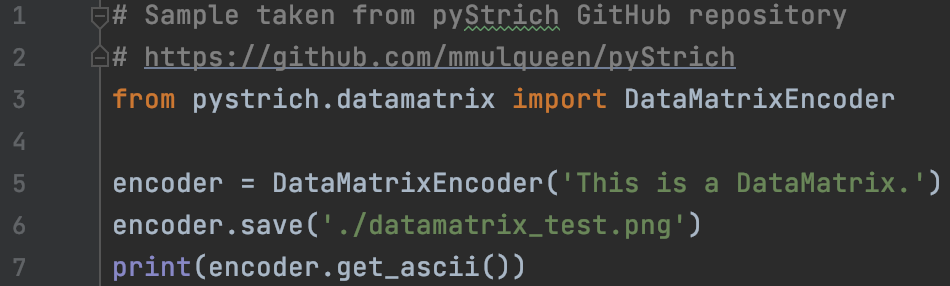 1 # Sample taken from pyStrich GitHub repository
2 # https://github.com/mmulqueen/pyStrich
3 from pystrich.datamatrix import DataMatrixEncoder
4
5 encoder = DataMatrixEncoder('This is a DataMatrix.')
6 encoder.save('./datamatrix_test.png')
7 print(encoder.get_ascii())